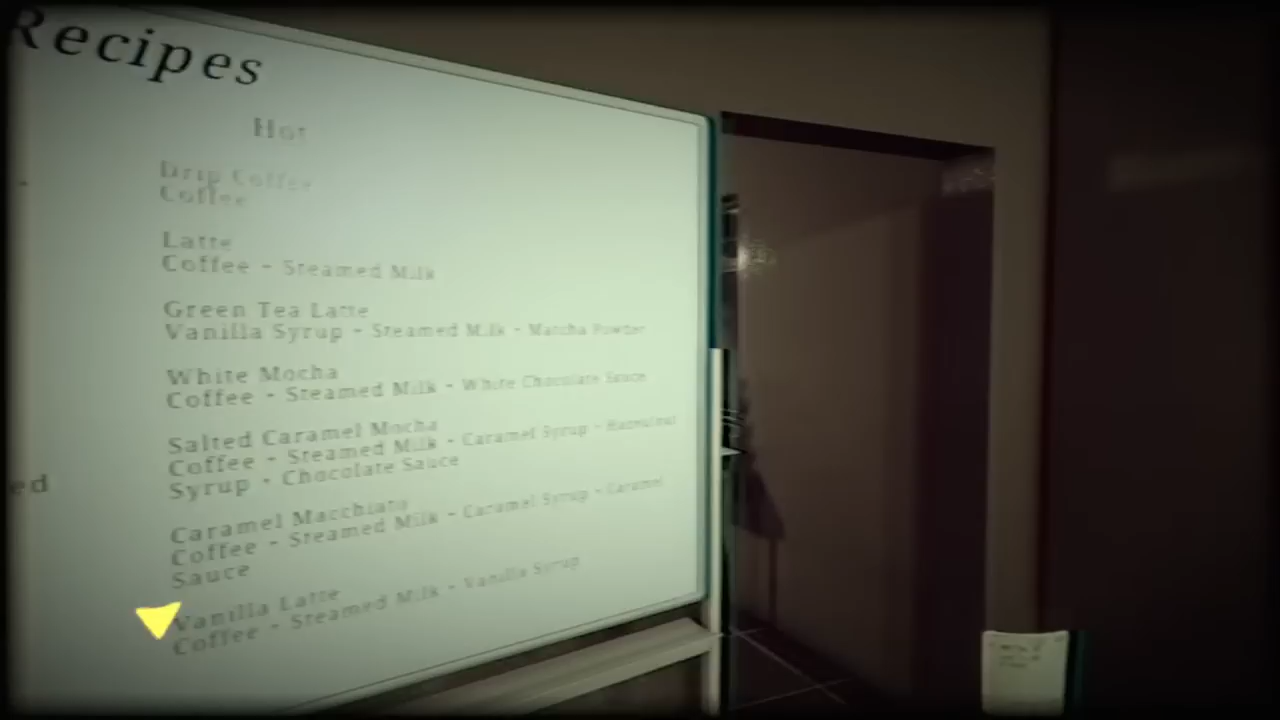 Recipes
Hot
Drip Coffee
Coffee
Latte
Coffee - Steamed Milk
Green Tea Latte
Vanilla Syrup - Steamed Milk - Matcha Powder
White Mocha
Coffee - Steamed Milk - White Chocolate Sauce
Salted Caramel Mocha
Coffee - Steamed Milk - Caramel Syrup - Hazelnut
Syrup - Chocolate Sauce
Caramel Macchiato
Coffee - Steamed Milk - Caramel Syrup - Caramel
Sauce
Vanilla Latte
Coffee - Steamed Milk - Vanilla Syrup
ed